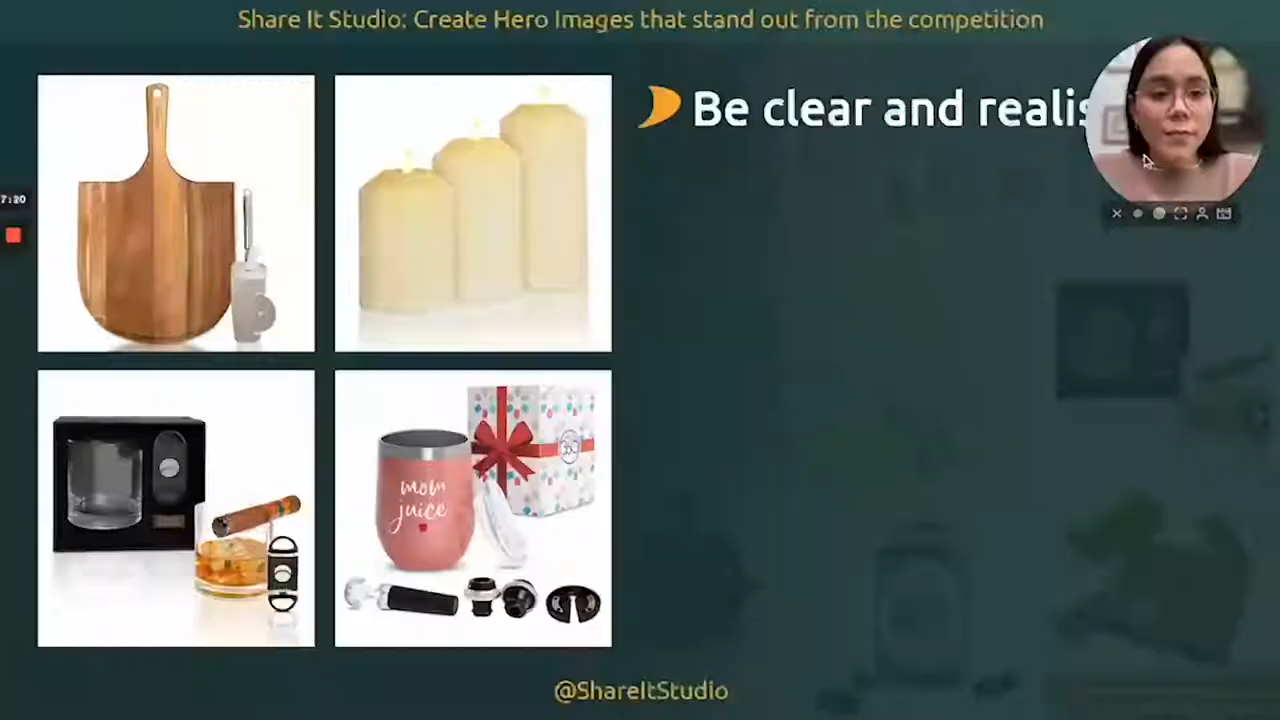 Share It Studio: Create Hero Images that stand out from the competition
Be clear and realis
7:20
mom
juice
360
@ShareItStudio